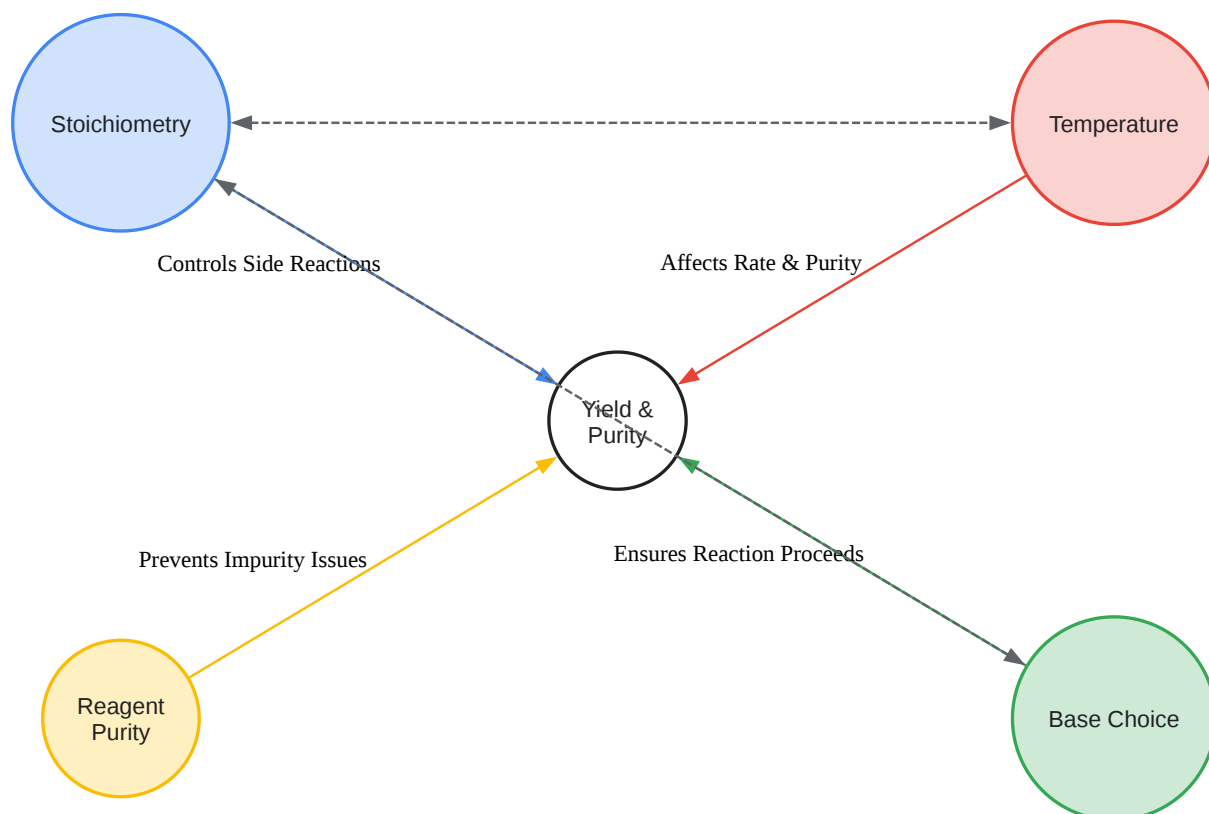 Stoichiometry
Temperature
Controls Side Reactions
Affects Rate & Purity
Yield &
Purity
Prevents Impurity Issues
Ensures Reaction Proceeds
Reagent
Purity
Base Choice